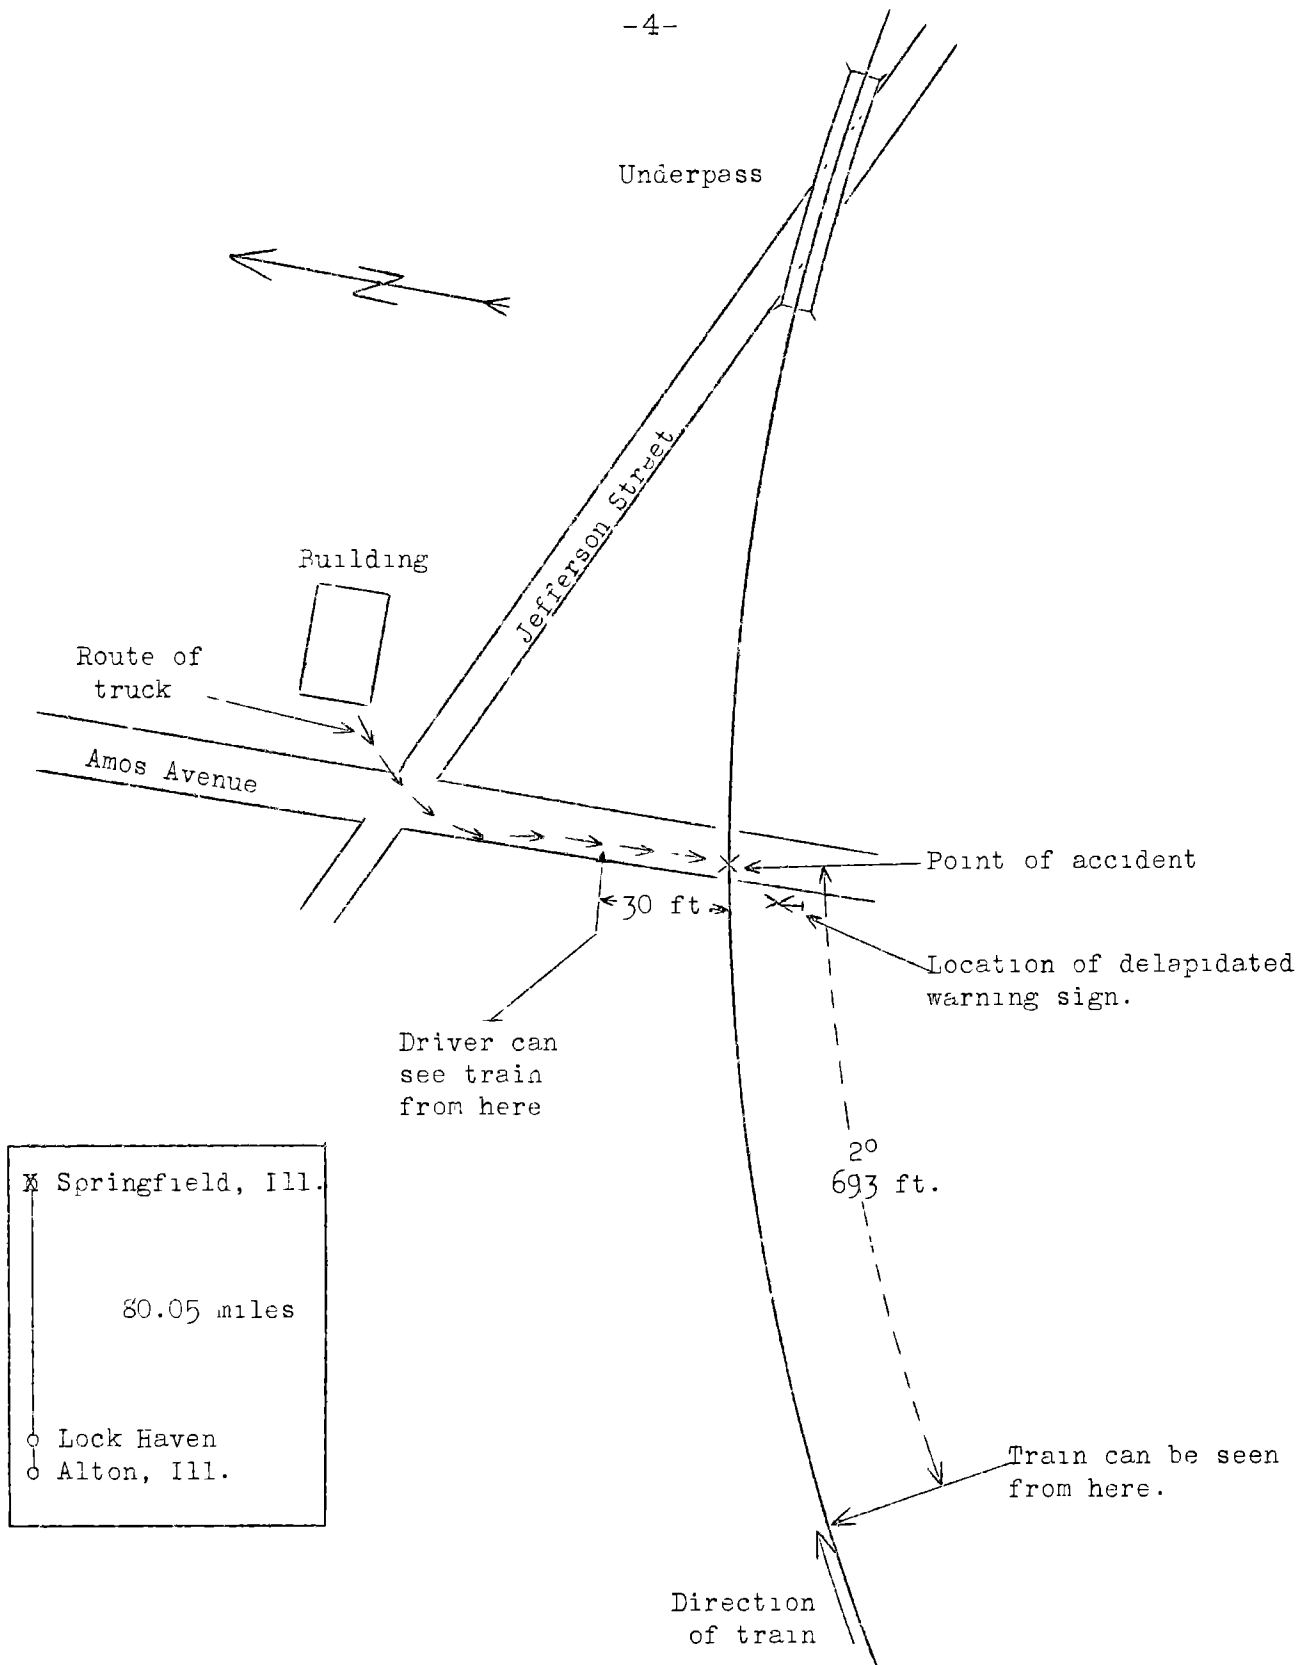 -4-
Underpass
Jefferson Street
Building
Route of
truck
Amos Avenue
Point of accident
30 ft.
Location of delapidated
warning sign.
Driver can
see train
from here
2°
693 ft.
X Springfield, Ill.
80.05 miles
Lock Haven
Alton, Ill.
Train can be seen
from here.
Direction
of train